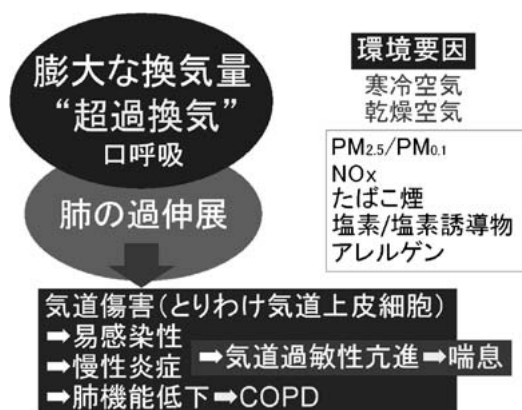 膨大な換気量
“超過換気”
口呼吸
肺の過伸展
環境要因
寒冷空気
乾燥空気
PM2.5/PM0.1
NOx
たばこ煙
塩素/塩素誘導物
アレルゲン
気道傷害(とりわけ気道上皮細胞)
➡易感染性
➡慢性炎症 ➡気道過敏性亢進➡喘息
➡肺機能低下➡COPD